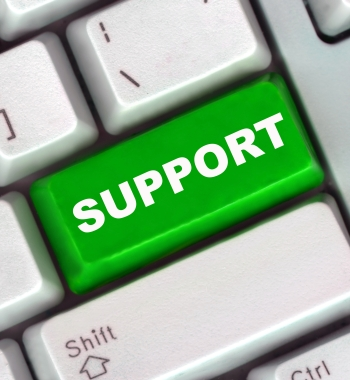 ¦
\
]
SUPPORT
Shift
Ctrl